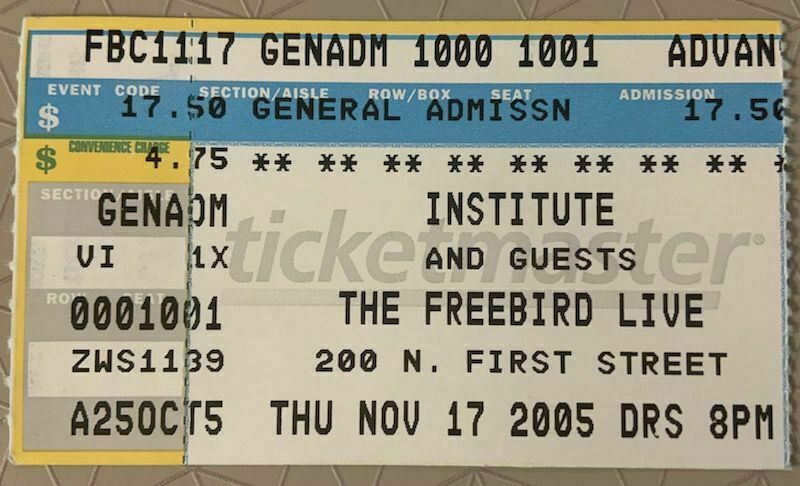 FBC1117 GENADM 1000 1001 ADVAN
EVENT CODE SECTION/AISLE ROW/BOX SEAT ADMISSION
$ 17.50 GENERAL ADMISSN 17.50
CONVENIENCE CHARGE
$ 4.75 ** ** ** ** ** ** ** **
SECTION/AISLE
GENADM INSTITUTE
ticketmaster®
VI 1X AND GUESTS
ROW SEAT
0001001 THE FREEBIRD LIVE
ZWS1139 200 N. FIRST STREET
A25OCT5 THU NOV 17 2005 DRS 8PM